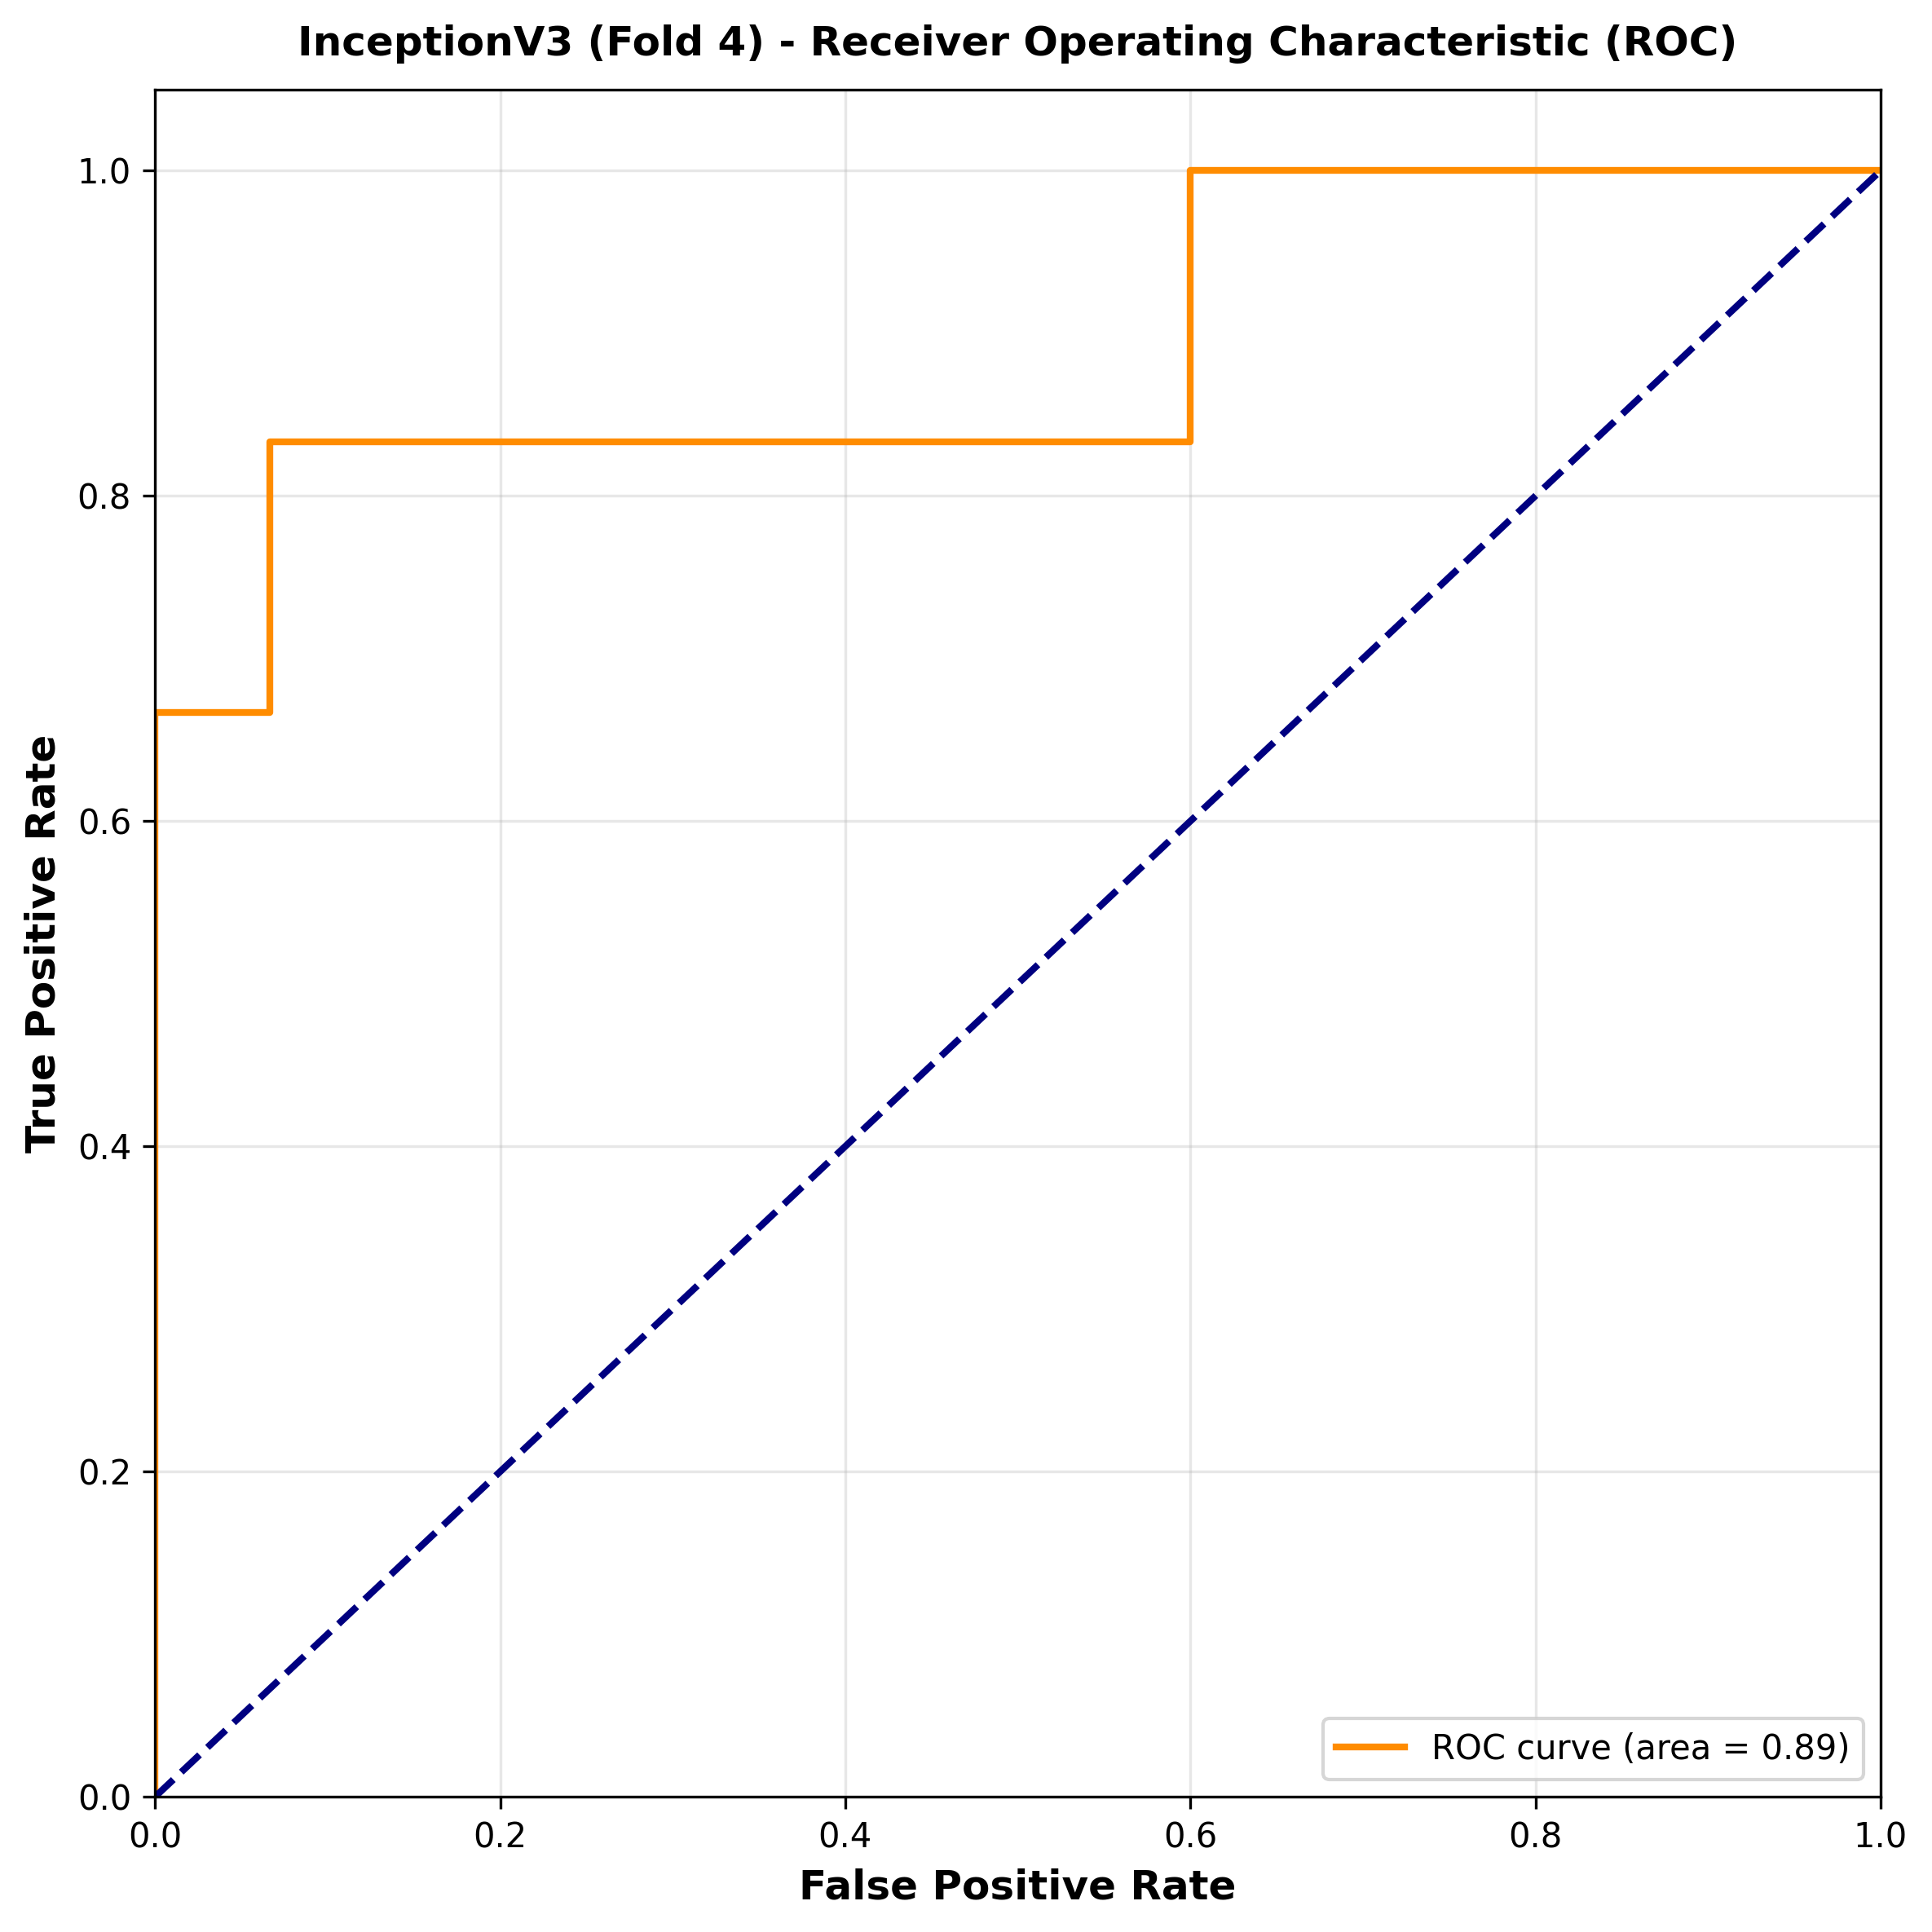 InceptionV3 (Fold 4) - Receiver Operating Characteristic (ROC)
True Positive Rate
1.0
0.8
0.6
0.4
0.2
0.0
0.0 0.2 0.4 0.6 0.8 1.0
False Positive Rate
ROC curve (area = 0.89)